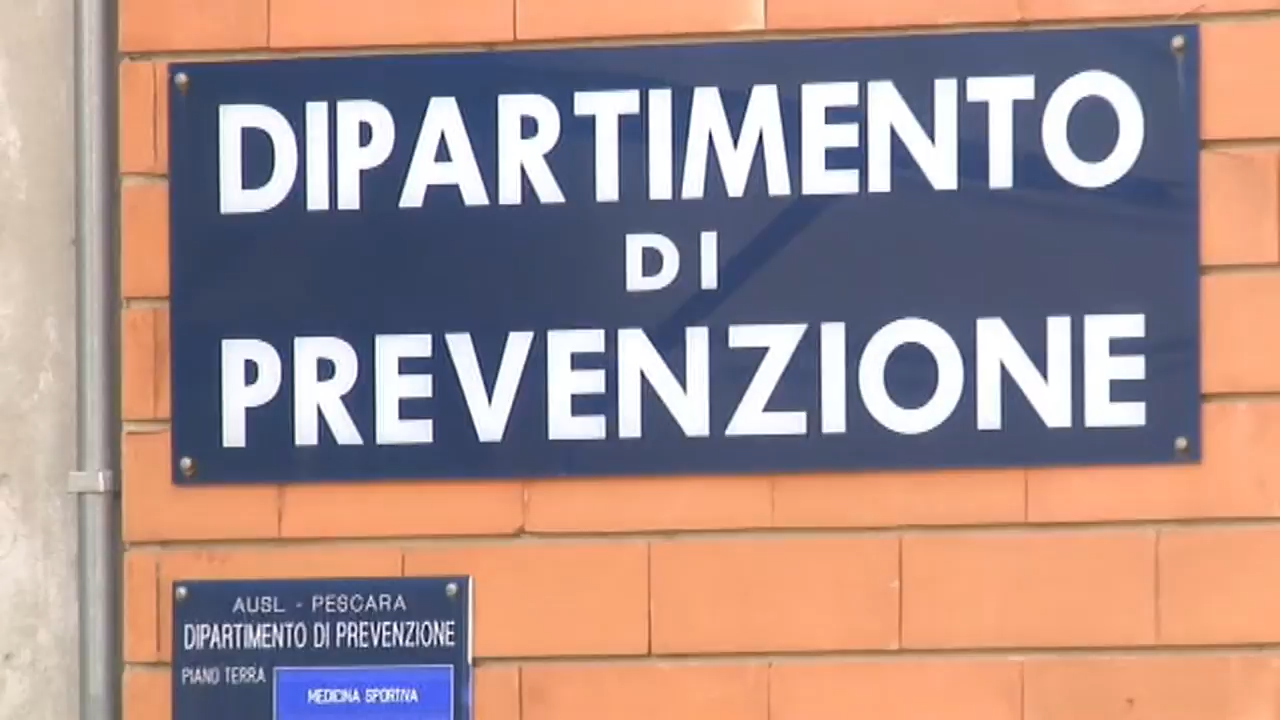 DIPARTIMENTO
DI
PREVENZIONE
AUSL - PESCARA
DIPARTIMENTO DI PREVENZIONE
PIANO TERRA
MEDICINA SPORTIVA